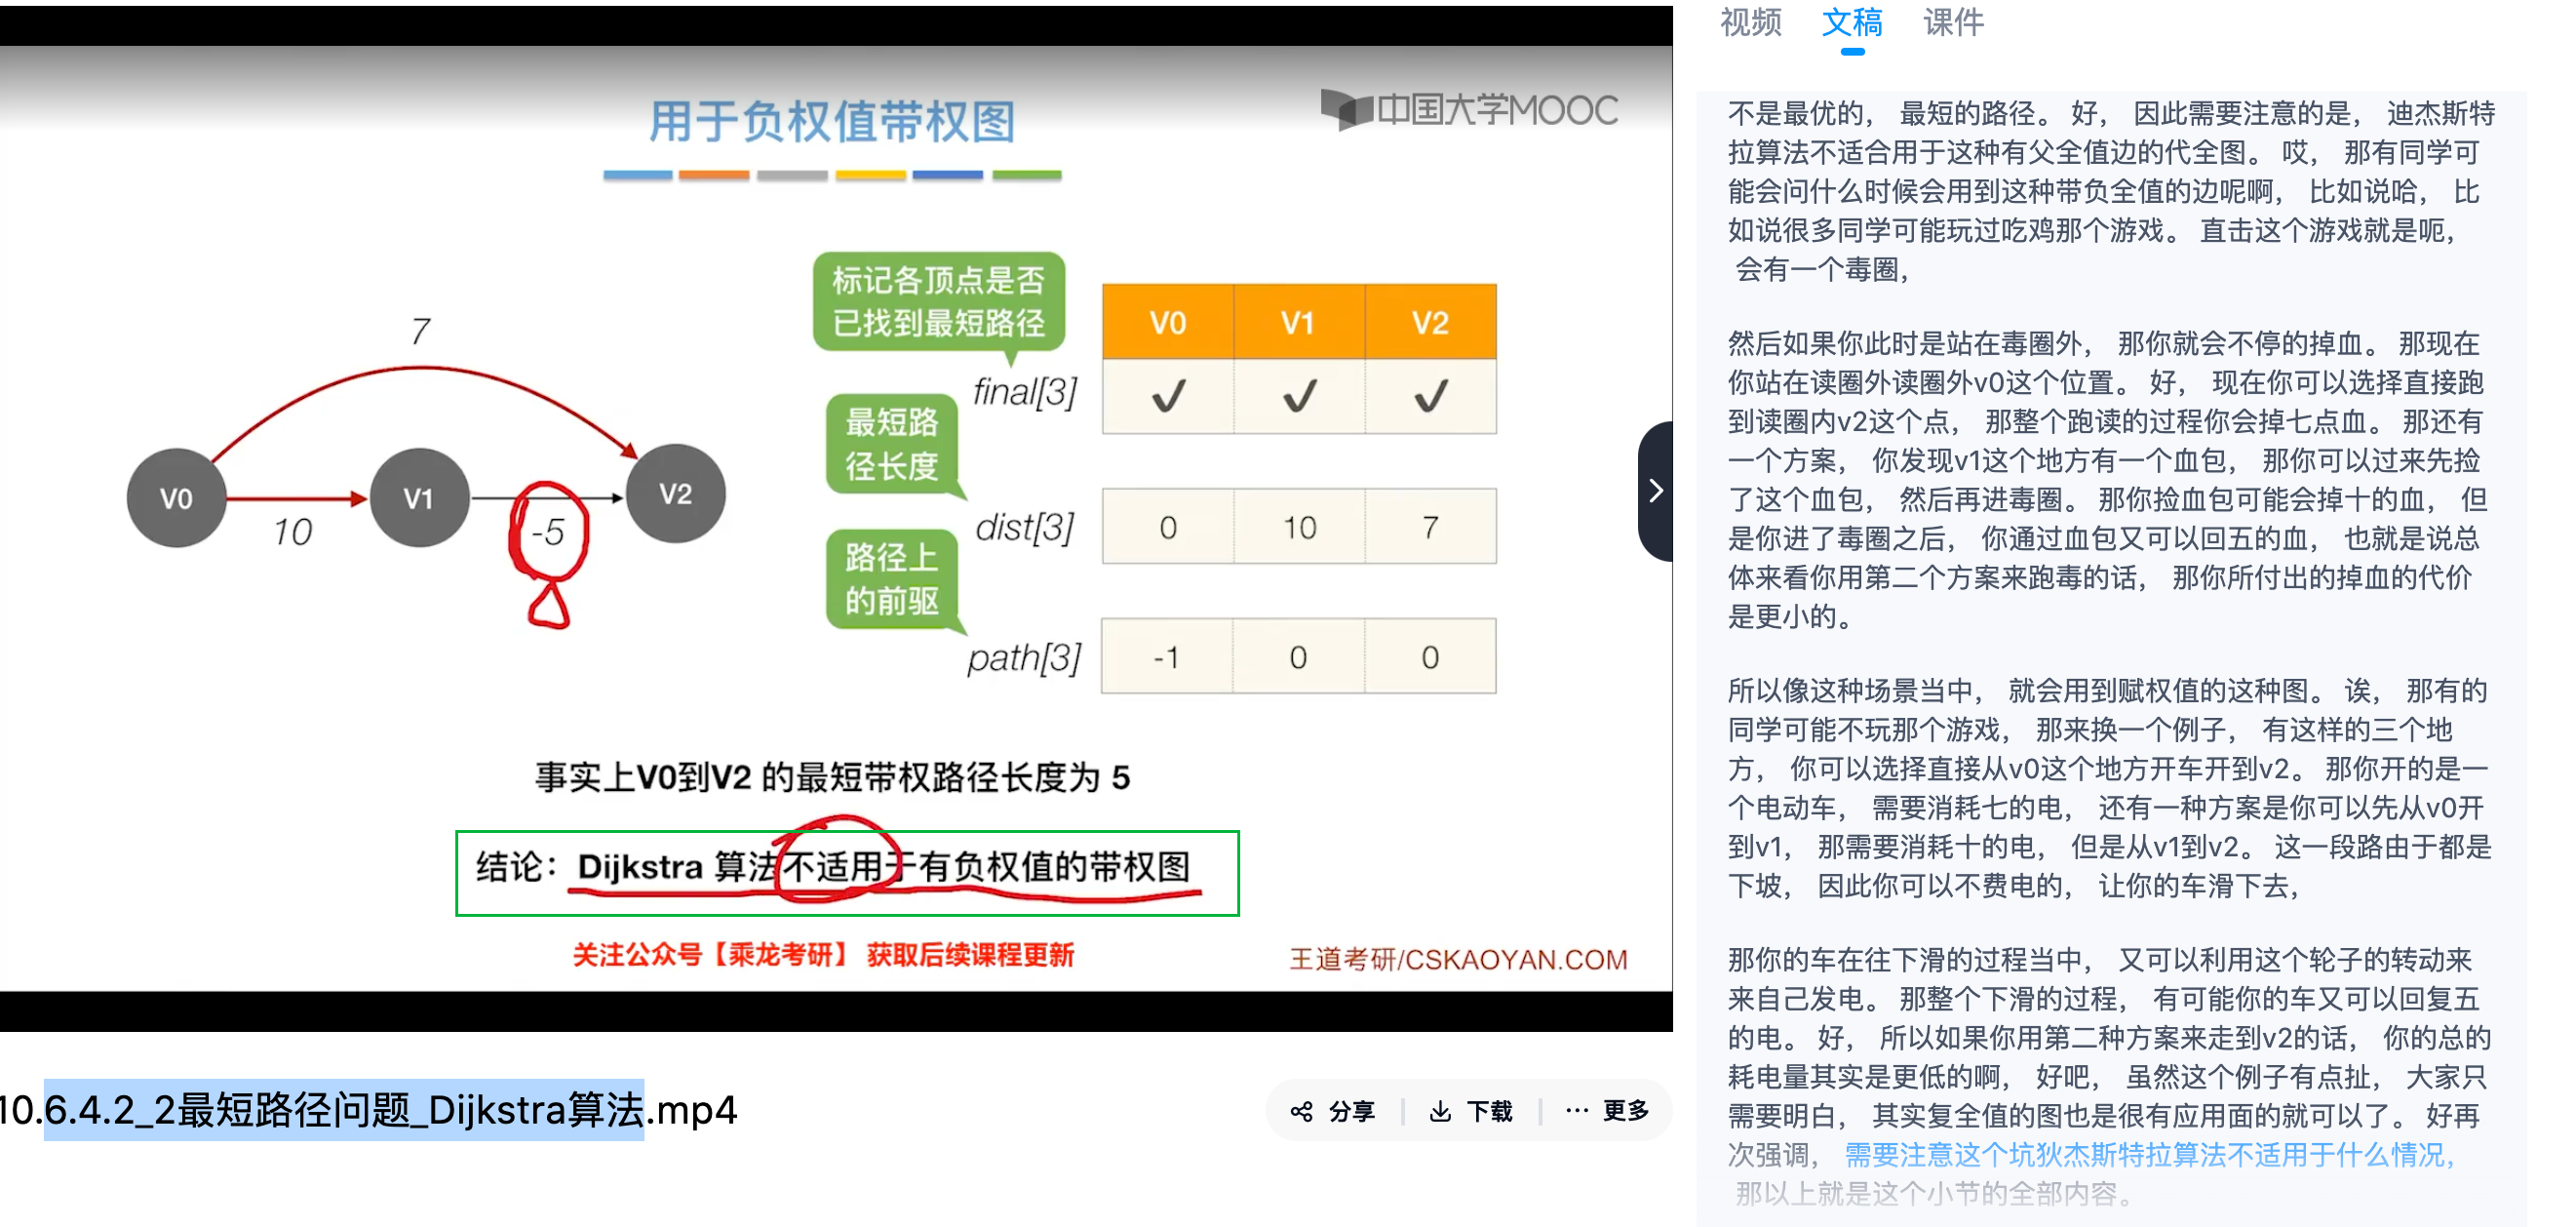 用于负权值带权图
中国大学MOOC
7
V0
10
V1
-5
V2
标记各顶点是否
已找到最短路径
V0 V1 V2
final[3] ✓ ✓ ✓
最短路
径长度
dist[3] 0 10 7
路径上
的前驱
path[3] -1 0 0
事实上V0到V2 的最短带权路径长度为 5
结论：Dijkstra 算法不适用于有负权值的带权图
关注公众号【乘龙考研】 获取后续课程更新
王道考研/CSKAOYAN.COM
10.6.4.2_2最短路径问题_Dijkstra算法.mp4
分享
下载
··· 更多
视频 文稿 课件
不是最优的， 最短的路径。 好， 因此需要注意的是， 迪杰斯特
拉算法不适合用于这种有父全值边的代全图。 哎， 那有同学可
能会问什么时候会用到这种带负全值的边呢啊， 比如说哈， 比
如说很多同学可能玩过吃鸡那个游戏。 直击这个游戏就是呃，
会有一个毒圈，
然后如果你此时是站在毒圈外， 那你就会不停的掉血。 那现在
你站在读圈外读圈外v0这个位置。 好， 现在你可以选择直接跑
到读圈内v2这个点， 那整个跑读的过程你会掉七点血。 那还有
一个方案， 你发现v1这个地方有一个血包， 那你可以过来先捡
了这个血包， 然后再进毒圈。 那你捡血包可能会掉十的血， 但
是你进了毒圈之后， 你通过血包又可以回五的血， 也就是说总
体来看你用第二个方案来跑毒的话， 那你所付出的掉血的代价
是更小的。
所以像这种场景当中， 就会用到赋权值的这种图。 诶， 那有的
同学可能不玩那个游戏， 那来换一个例子， 有这样的三个地
方， 你可以选择直接从v0这个地方开车开到v2。 那你开的是一
个电动车， 需要消耗七的电， 还有一种方案是你可以先从v0开
到v1， 那需要消耗十的电， 但是从v1到v2。 这一段路由于都是
下坡， 因此你可以不费电的， 让你的车滑下去，
那你的车在往下滑的过程当中， 又可以利用这个轮子的转动来
来自己发电。 那整个下滑的过程， 有可能你的车又可以回复五
的电。 好， 所以如果你用第二种方案来走到v2的话， 你的总的
耗电量其实是更低的啊， 好吧， 虽然这个例子有点扯， 大家只
需要明白， 其实复全值的图也是很有应用面的就可以了。 好再
次强调， 需要注意这个坑狄杰斯特拉算法不适用于什么情况，
那以上就是这个小节的全部内容。